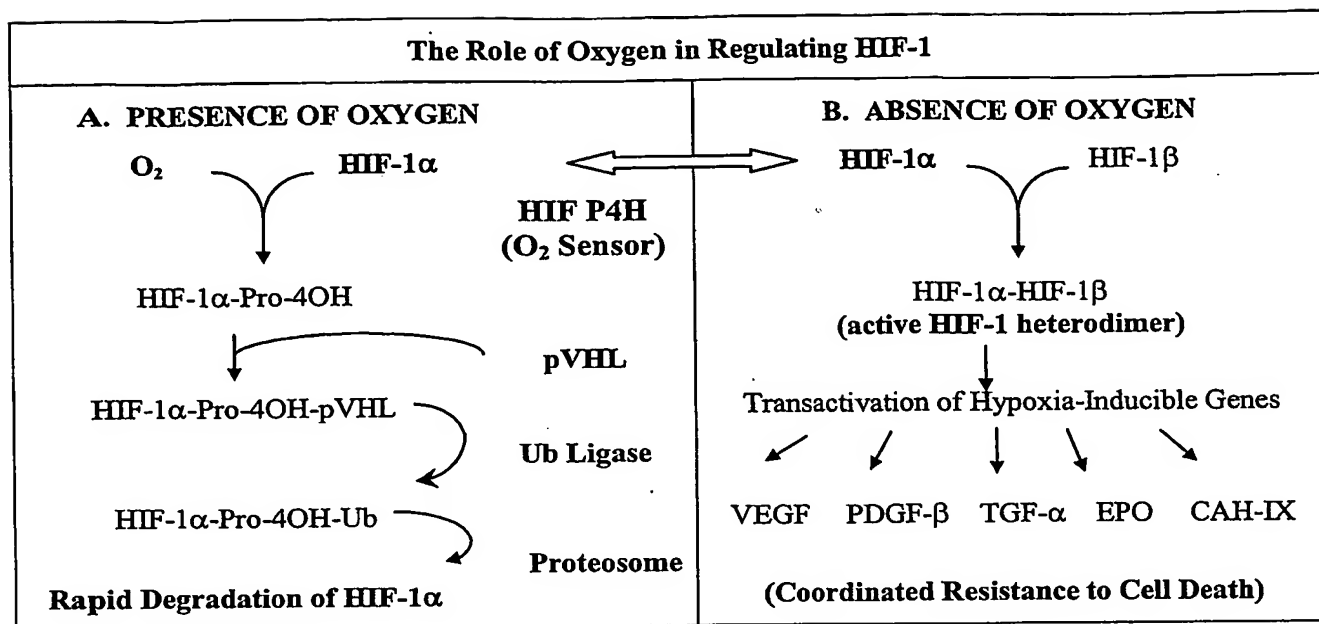 The Role of Oxygen in Regulating HIF-1
A. PRESENCE OF OXYGEN
O₂ HIF-1α
HIF P4H
(O₂ Sensor)
HIF-1α-Pro-4OH
pVHL
HIF-1α-Pro-4OH-pVHL
Ub Ligase
HIF-1α-Pro-4OH-Ub
Proteosome
Rapid Degradation of HIF-1α
B. ABSENCE OF OXYGEN
HIF-1α HIF-1β
HIF-1α-HIF-1β
(active HIF-1 heterodimer)
Transactivation of Hypoxia-Inducible Genes
VEGF PDGF-β TGF-α EPO CAH-IX
(Coordinated Resistance to Cell Death)